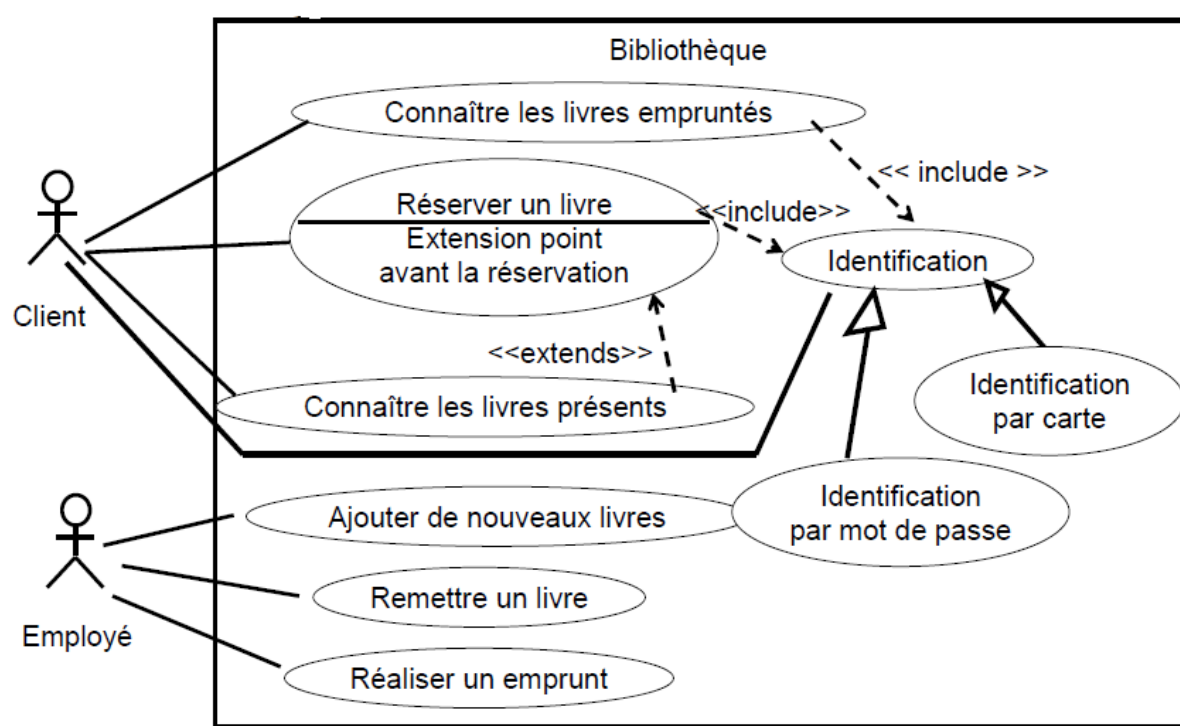 Bibliothèque
Connaître les livres empruntés
<< include >>
Réserver un livre
<<include>>
Extension point
avant la réservation
Identification
Client
<<extends>>
Identification
par carte
Connaître les livres présents
Identification
par mot de passe
Ajouter de nouveaux livres
Remettre un livre
Employé
Réaliser un emprunt